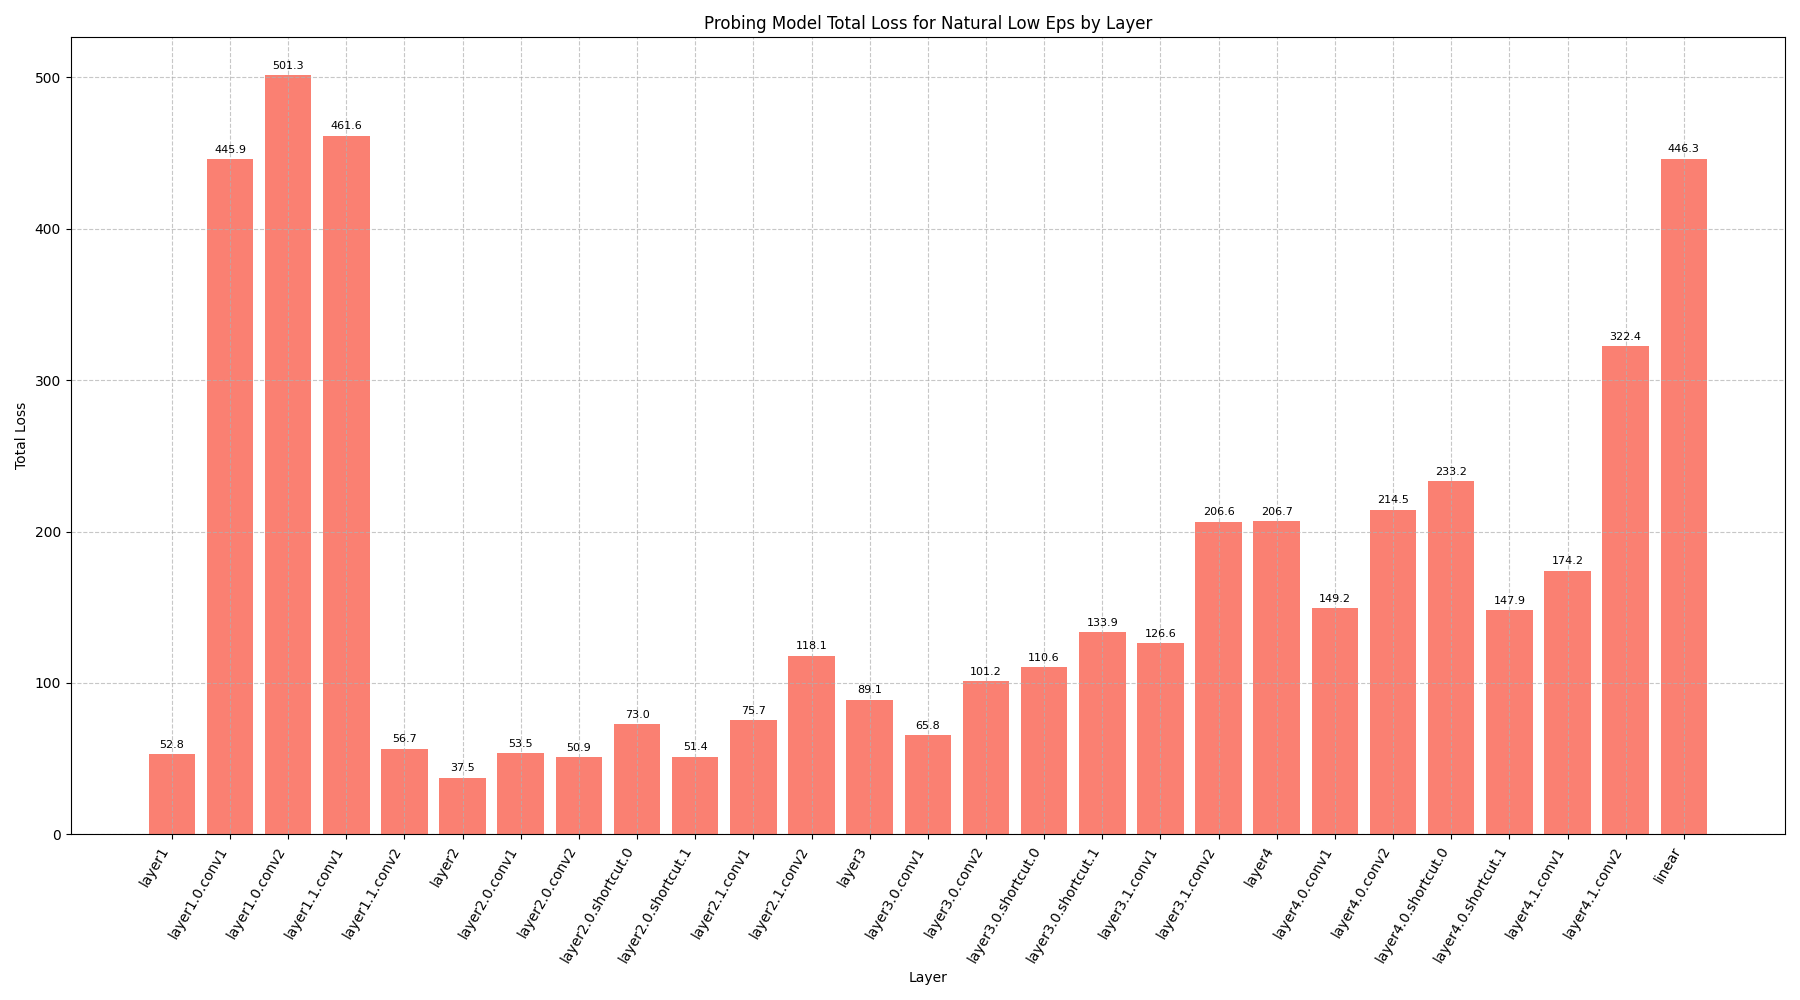 Probing Model Total Loss for Natural Low Eps by Layer
Total Loss
500
400
300
200
100
0
52.8
445.9
501.3
461.6
56.7
37.5
53.5
50.9
73.0
51.4
75.7
118.1
89.1
65.8
101.2
110.6
133.9
126.6
206.6
206.7
149.2
214.5
233.2
147.9
174.2
322.4
446.3
layer1
layer1.0.conv1
layer1.0.conv2
layer1.1.conv1
layer1.1.conv2
layer2
layer2.0.conv1
layer2.0.conv2
layer2.0.shortcut.0
layer2.0.shortcut.1
layer2.1.conv1
layer2.1.conv2
layer3
layer3.0.conv1
layer3.0.conv2
layer3.0.shortcut.0
layer3.0.shortcut.1
layer3.1.conv1
layer3.1.conv2
layer4
layer4.0.conv1
layer4.0.conv2
layer4.0.shortcut.0
layer4.0.shortcut.1
layer4.1.conv1
layer4.1.conv2
linear
Layer